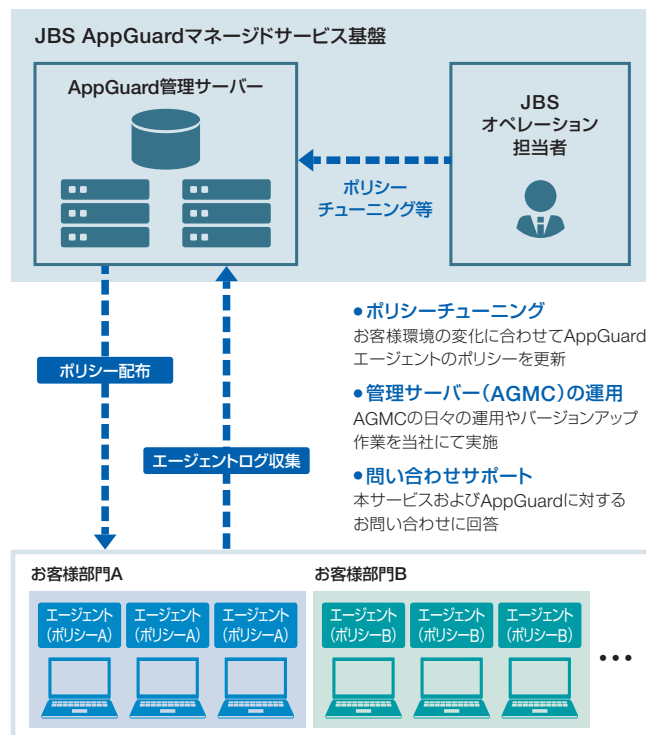 JBS AppGuardマネージドサービス基盤
AppGuard管理サーバー
JBS
オペレーション
担当者
ポリシー
チューニング等
●ポリシーチューニング
お客様環境の変化に合わせてAppGuard
エージェントのポリシーを更新
ポリシー配布
●管理サーバー（AGMC）の運用
AGMCの日々の運用やバージョンアップ
作業を当社にて実施
エージェントログ収集
●問い合わせサポート
本サービスおよびAppGuardに対する
お問い合わせに回答
お客様部門A
エージェント
（ポリシーA）
エージェント
（ポリシーA）
エージェント
（ポリシーA）
お客様部門B
エージェント
（ポリシーB）
エージェント
（ポリシーB）
エージェント
（ポリシーB）
…